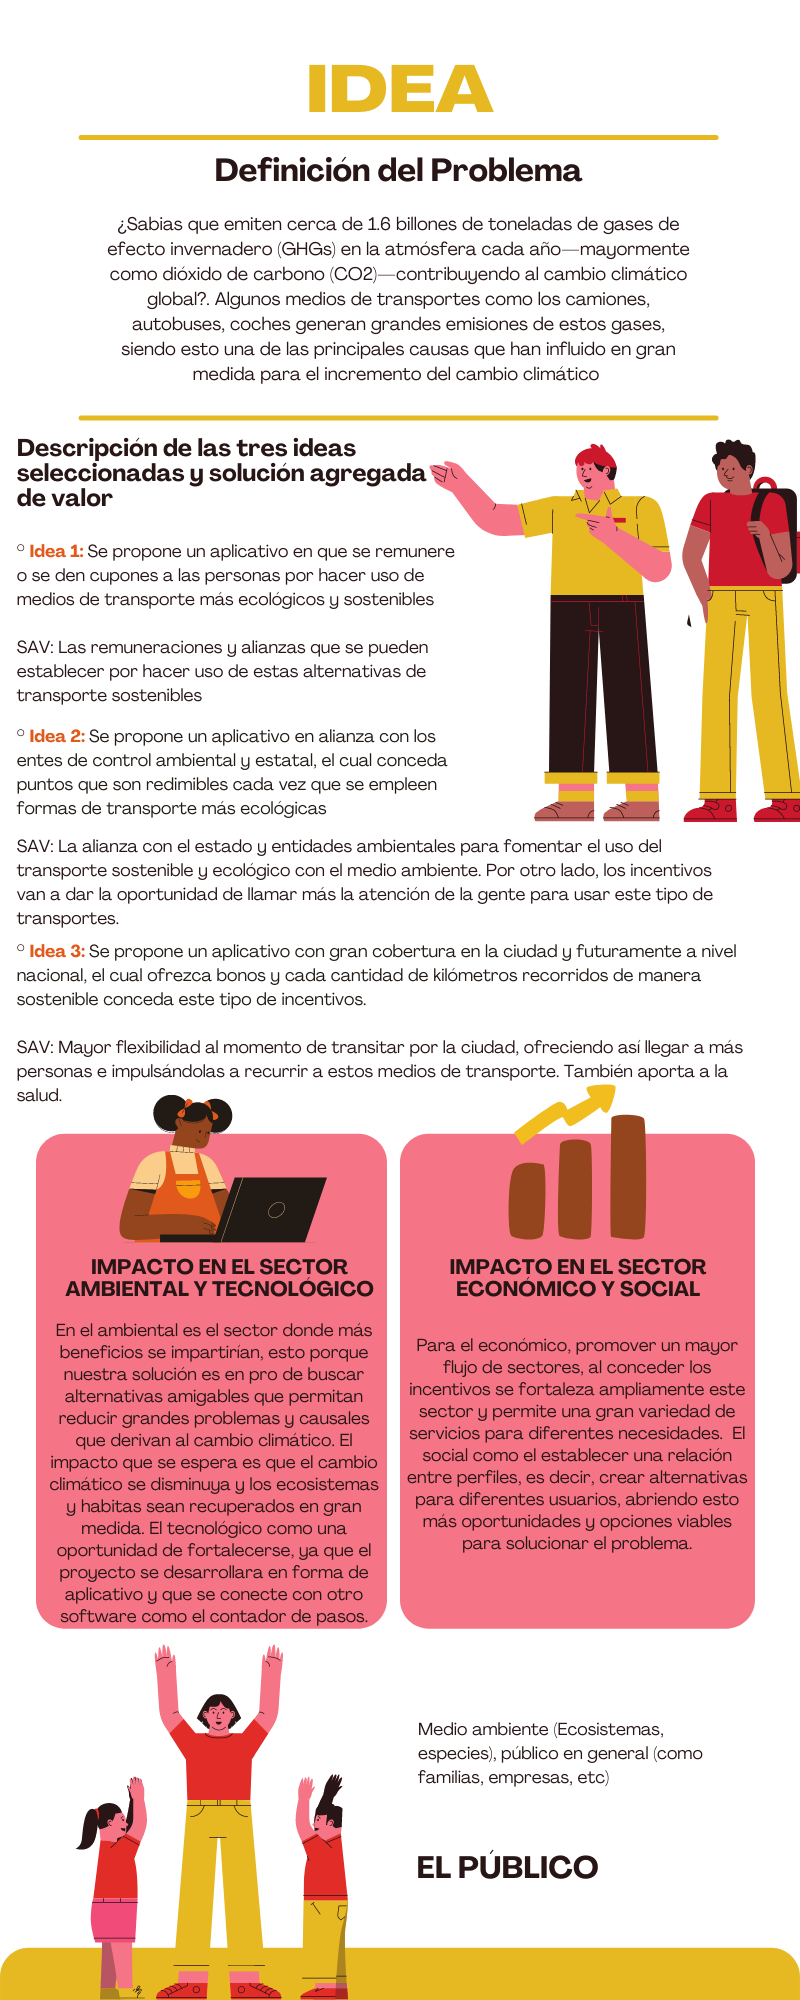 IDEA
Definición del Problema
¿Sabias que emiten cerca de 1.6 billones de toneladas de gases de
efecto invernadero (GHGs) en la atmósfera cada año—mayormente
como dióxido de carbono (CO2)—contribuyendo al cambio climático
global?. Algunos medios de transportes como los camiones,
autobuses, coches generan grandes emisiones de estos gases,
siendo esto una de las principales causas que han influido en gran
medida para el incremento del cambio climático
Descripción de las tres ideas
seleccionadas y solución agregada
de valor
○ Idea 1: Se propone un aplicativo en que se remunere
o se den cupones a las personas por hacer uso de
medios de transporte más ecológicos y sostenibles
SAV: Las remuneraciones y alianzas que se pueden
establecer por hacer uso de estas alternativas de
transporte sostenibles
○ Idea 2: Se propone un aplicativo en alianza con los
entes de control ambiental y estatal, el cual conceda
puntos que son redimibles cada vez que se empleen
formas de transporte más ecológicas
SAV: La alianza con el estado y entidades ambientales para fomentar el uso del
transporte sostenible y ecológico con el medio ambiente. Por otro lado, los incentivos
van a dar la oportunidad de llamar más la atención de la gente para usar este tipo de
transportes.
○ Idea 3: Se propone un aplicativo con gran cobertura en la ciudad y futuramente a nivel
nacional, el cual ofrezca bonos y cada cantidad de kilómetros recorridos de manera
sostenible conceda este tipo de incentivos.
SAV: Mayor flexibilidad al momento de transitar por la ciudad, ofreciendo así llegar a más
personas e impulsándolas a recurrir a estos medios de transporte. También aporta a la
salud.
IMPACTO EN EL SECTOR
AMBIENTAL Y TECNOLÓGICO
En el ambiental es el sector donde más
beneficios se impartirían, esto porque
nuestra solución es en pro de buscar
alternativas amigables que permitan
reducir grandes problemas y causales
que derivan al cambio climático. El
impacto que se espera es que el cambio
climático se disminuya y los ecosistemas
y habitas sean recuperados en gran
medida. El tecnológico como una
oportunidad de fortalecerse, ya que el
proyecto se desarrollara en forma de
aplicativo y que se conecte con otro
software como el contador de pasos.
IMPACTO EN EL SECTOR
ECONÓMICO Y SOCIAL
Para el económico, promover un mayor
flujo de sectores, al conceder los
incentivos se fortaleza ampliamente este
sector y permite una gran variedad de
servicios para diferentes necesidades. El
social como el establecer una relación
entre perfiles, es decir, crear alternativas
para diferentes usuarios, abriendo esto
más oportunidades y opciones viables
para solucionar el problema.
Medio ambiente (Ecosistemas,
especies), público en general (como
familias, empresas, etc)
EL PÚBLICO